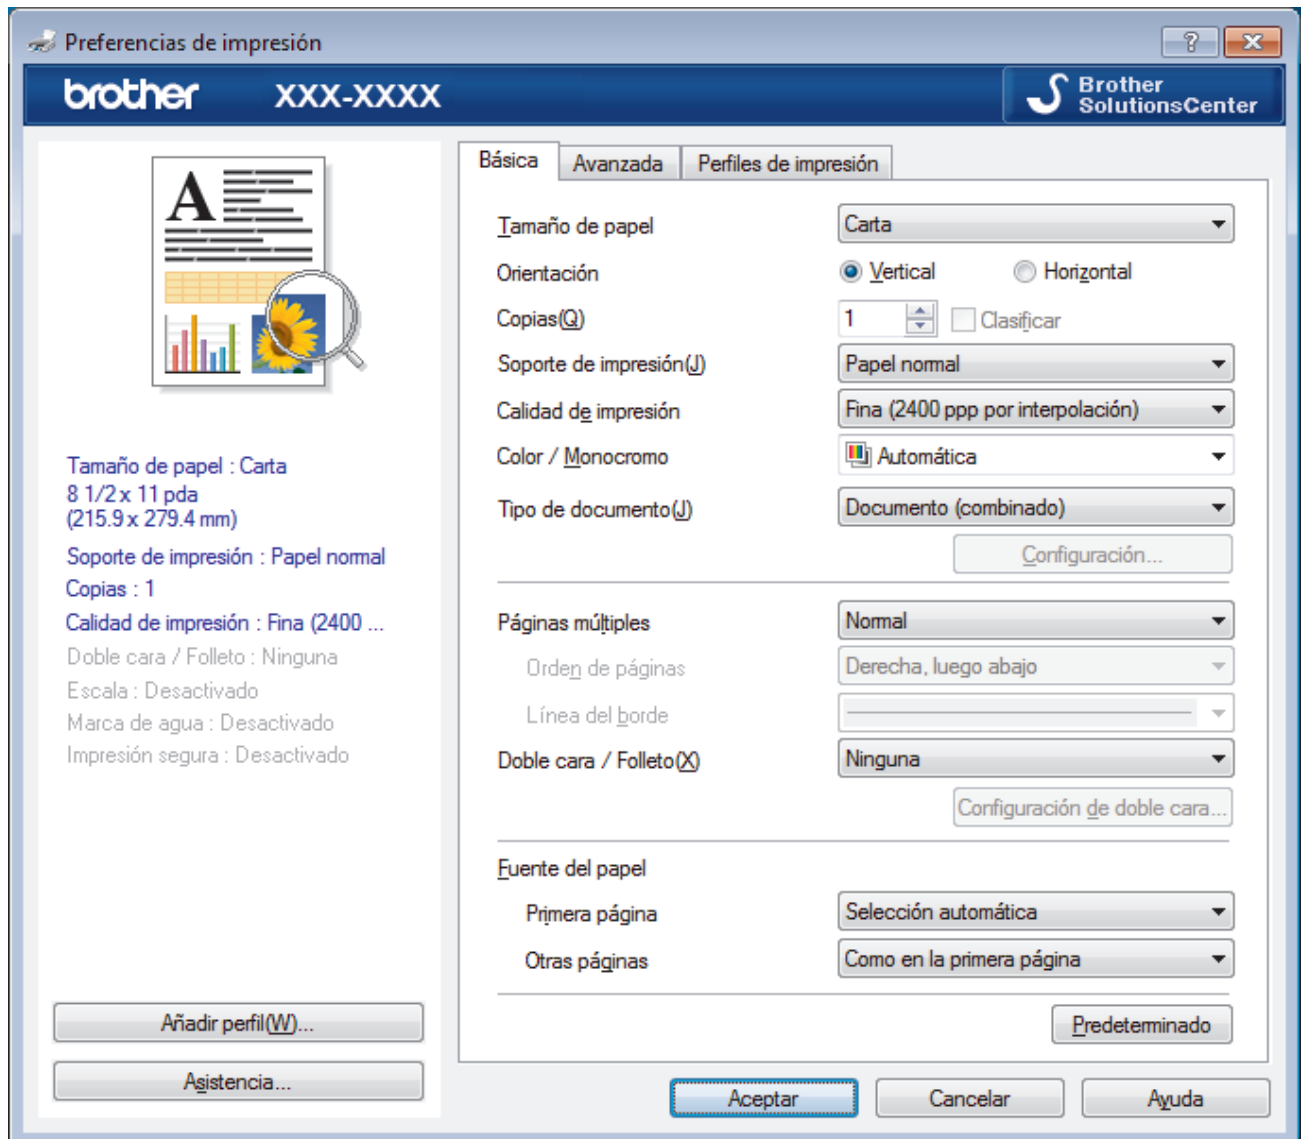 Preferencias de impresión
?
brother XXX-XXXX
Brother
SolutionsCenter
A
Tamaño de papel : Carta
8 1/2 x 11 pda
(215.9 x 279.4 mm)
Soporte de impresión : Papel normal
Copias : 1
Calidad de impresión : Fina (2400 ...
Doble cara / Folleto : Ninguna
Escala : Desactivado
Marca de agua : Desactivado
Impresión segura : Desactivado
Añadir perfil(W)...
Asistencia...
Básica Avanzada Perfiles de impresión
Tamaño de papel Carta
Orientación Vertical Horizontal
Copias(Q) 1 Clasificar
Soporte de impresión(J) Papel normal
Calidad de impresión Fina (2400 ppp por interpolación)
Color / Monocromo Automática
Tipo de documento(J) Documento (combinado)
Configuración...
Páginas múltiples Normal
Orden de páginas Derecha, luego abajo
Línea del borde
Doble cara / Folleto(X) Ninguna
Configuración de doble cara...
Fuente del papel
Primera página Selección automática
Otras páginas Como en la primera página
Predeterminado
Aceptar Cancelar Ayuda